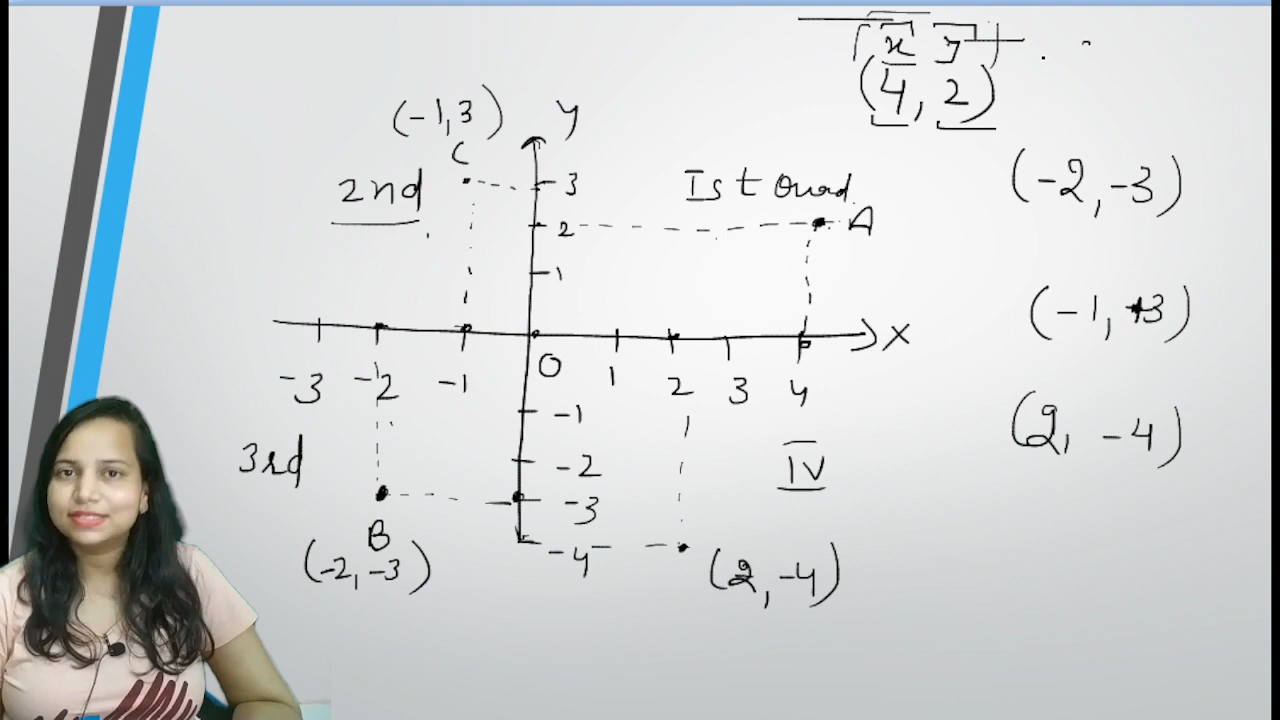 x y
(4, 2)
(-1, 3) Y
C
3
2nd Ist Quad.
2 A
1
X
0
-3 -2 -1 1 2 3 4
-1
3rd IV
-2
-3
B
-4
(-2, -3) (2, -4)
(-2, -3)
(-1, +3)
(2, -4)